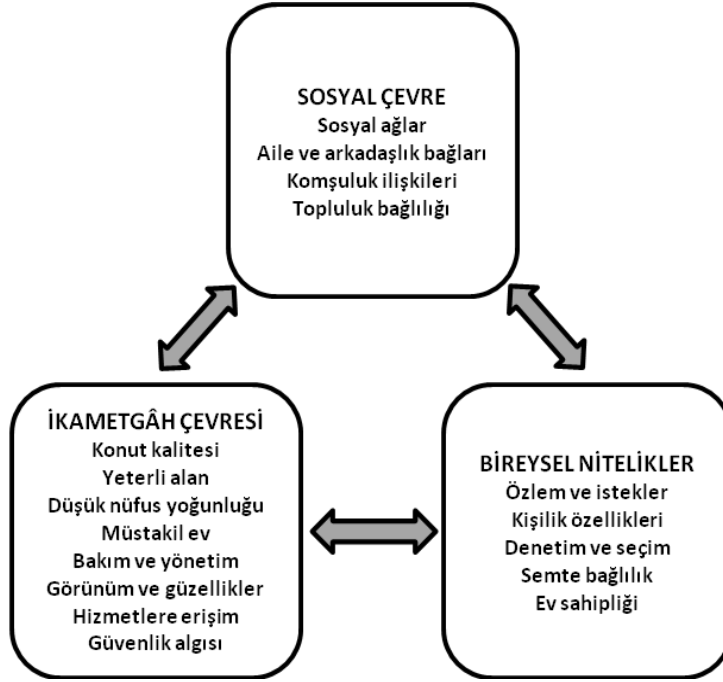 SOSYAL ÇEVRE
Sosyal ağlar
Aile ve arkadaşlık bağları
Komşuluk ilişkileri
Topluluk bağlılığı
İKAMETGÂH ÇEVRESİ
Konut kalitesi
Yeterli alan
Düşük nüfus yoğunluğu
Müstakil ev
Bakım ve yönetim
Görünüm ve güzellikler
Hizmetlere erişim
Güvenlik algısı
BİREYSEL NİTELİKLER
Özlem ve istekler
Kişilik özellikleri
Denetim ve seçim
Semte bağlılık
Ev sahipliği